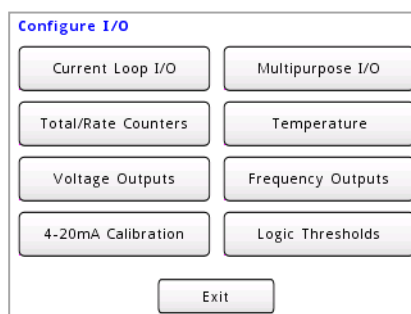 Configure I/O
Current Loop I/O
Multipurpose I/O
Total/Rate Counters
Temperature
Voltage Outputs
Frequency Outputs
4-20mA Calibration
Logic Thresholds
Exit